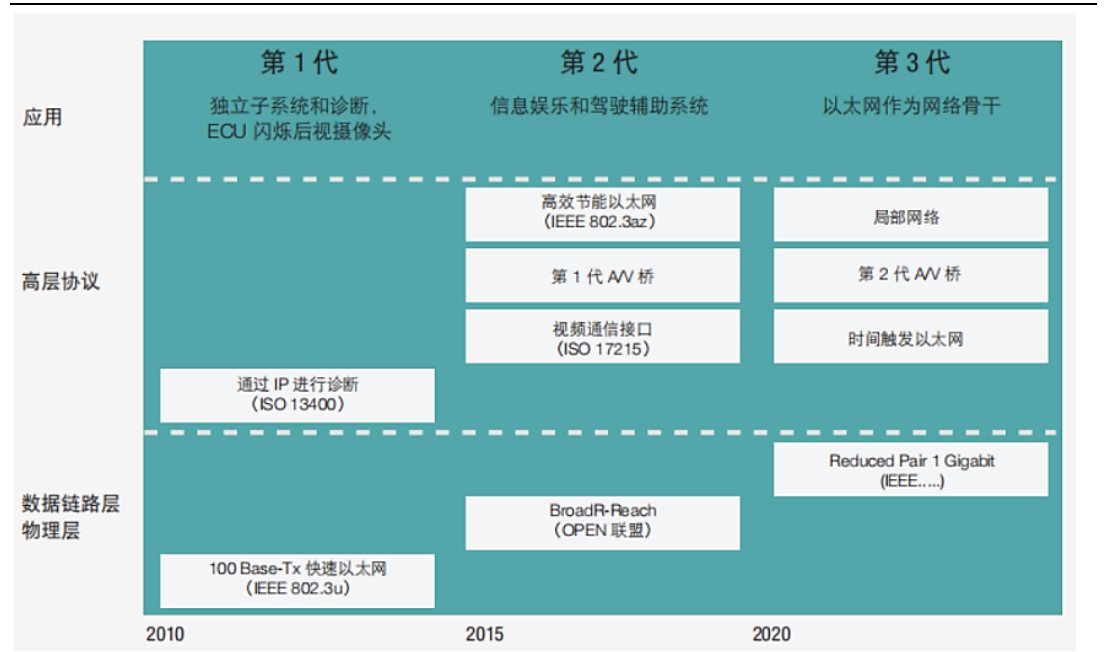 第 1 代
第 2 代
第 3 代
应用
独立子系统和诊断,
ECU 闪烁后视摄像头
信息娱乐和驾驶辅助系统
以太网作为网络骨干
高层协议
高效节能以太网
(IEEE 802.3az)
局部网络
第 1 代 A/V 桥
第 2 代 A/V 桥
视频通信接口
(ISO 17215)
时间触发以太网
通过 IP 进行诊断
(ISO 13400)
数据链路层
物理层
Reduced Pair 1 Gigabit
(IEEE.....)
BroadR-Reach
(OPEN 联盟)
100 Base-Tx 快速以太网
(IEEE 802.3u)
2010
2015
2020